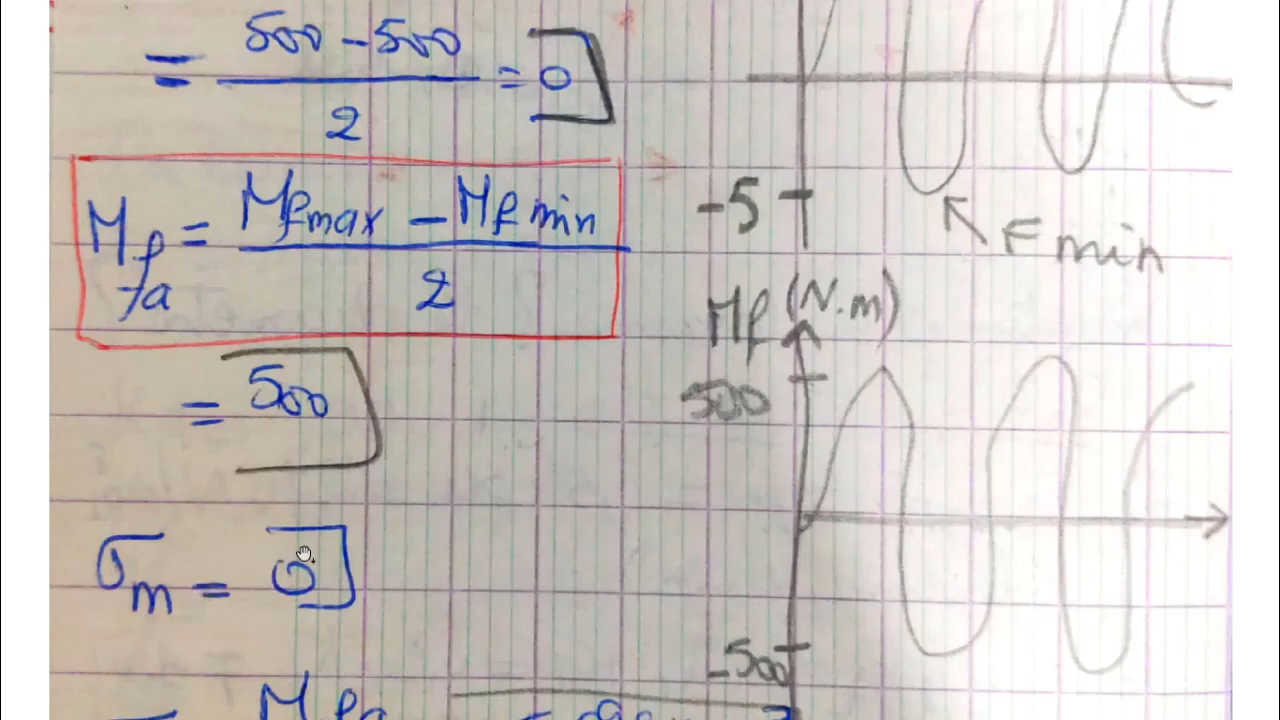 = (500 - 500) / 2 = 0
M_fa = (Mf max - Mf min) / 2
= 500
σm = 0
-5
F min
Mf (N.m)
500
-500